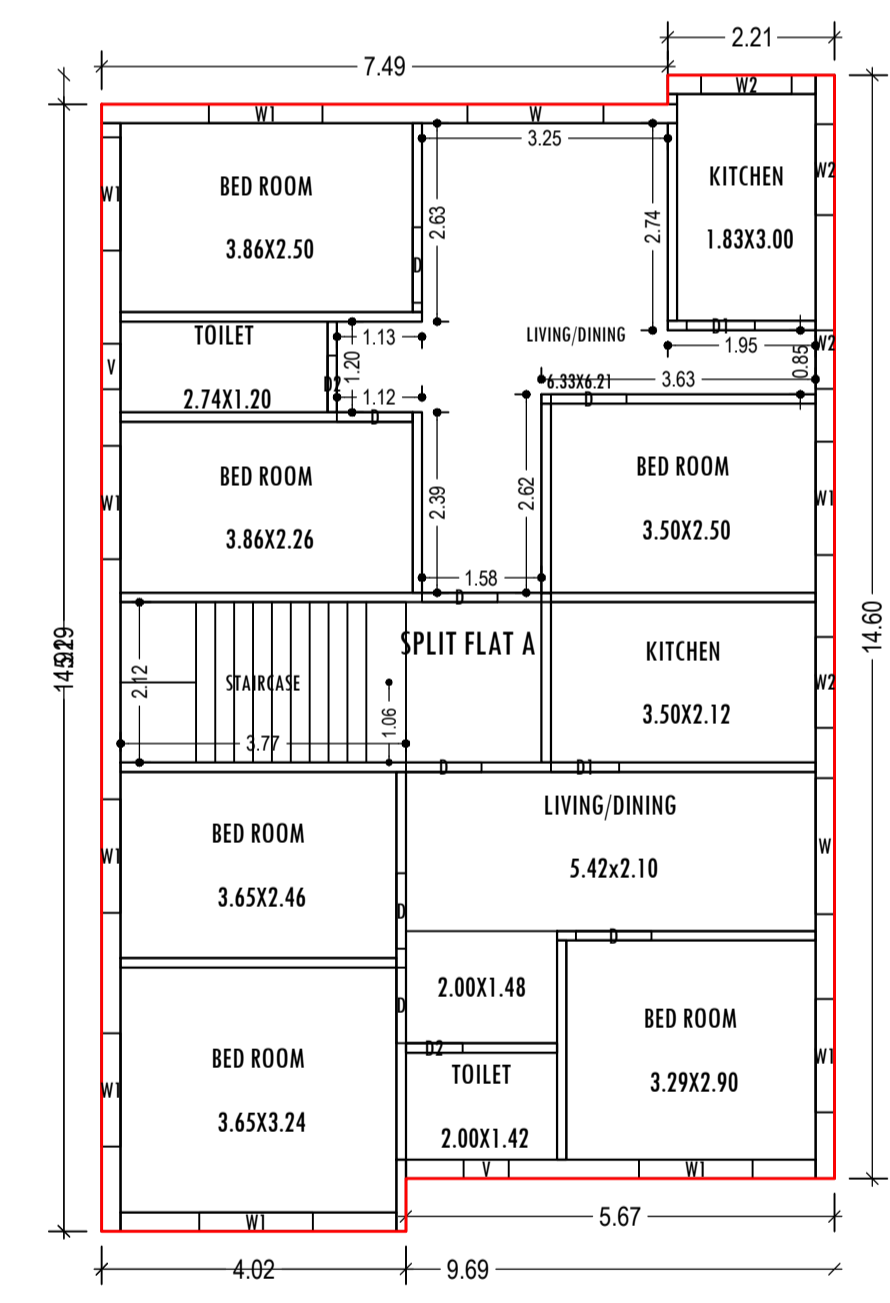 2.21
7.49
W2
W1
W
3.25
W1
BED ROOM
3.86X2.50
2.63
2.74
KITCHEN
1.83X3.00
W2
D
TOILET
2.74X1.20
V
1.13
1.20
D2
1.12
D
LIVING/DINING
6.33X6.21
D1
1.95
0.85
W2
3.63
D
BED ROOM
3.86X2.26
W1
2.39
2.62
BED ROOM
3.50X2.50
W1
1.58
D
14.60
2.12
STAIRCASE
3.77
1.06
SPLIT FLAT A
KITCHEN
3.50X2.12
W2
D
D1
BED ROOM
3.65X2.46
W1
D
LIVING/DINING
5.42x2.10
W
D
2.00X1.48
D
D2
BED ROOM
3.29X2.90
W1
BED ROOM
3.65X3.24
W1
TOILET
2.00X1.42
V
W1
W1
5.67
4.02
9.69